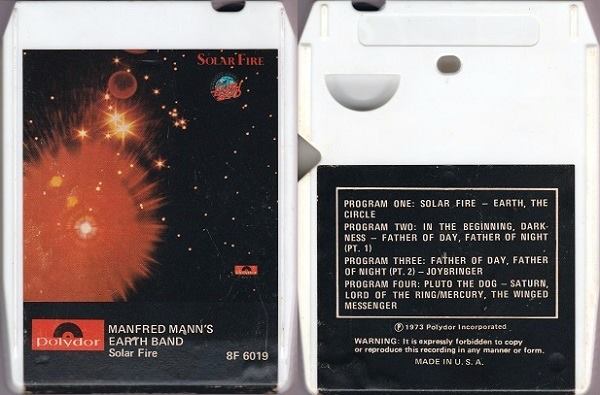 SOLAR FIRE
polydor
MANFRED MANN'S
EARTH BAND
Solar Fire
8F 6019
PROGRAM ONE: SOLAR FIRE – EARTH, THE
CIRCLE
PROGRAM TWO: IN THE BEGINNING, DARK-
NESS – FATHER OF DAY, FATHER OF NIGHT
(PT. 1)
PROGRAM THREE: FATHER OF DAY, FATHER
OF NIGHT (PT. 2) – JOYBRINGER
PROGRAM FOUR: PLUTO THE DOG – SATURN,
LORD OF THE RING/MERCURY, THE WINGED
MESSENGER
Ⓟ 1973 Polydor Incorporated
WARNING: It is expressly forbidden to copy
or reproduce this recording in any manner or form.
MADE IN U.S.A.